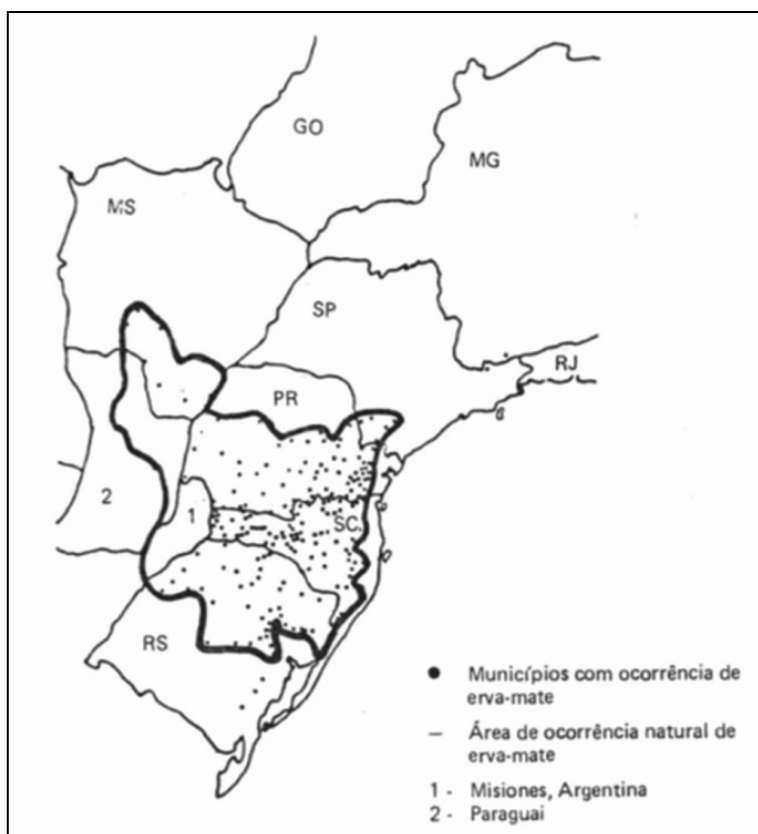 GO
MG
MS
SP
RJ
PR
2
1
SC
RS
● Municípios com ocorrência de
erva-mate
– Área de ocorrência natural de
erva-mate
1 - Misiones, Argentina
2 - Paraguai